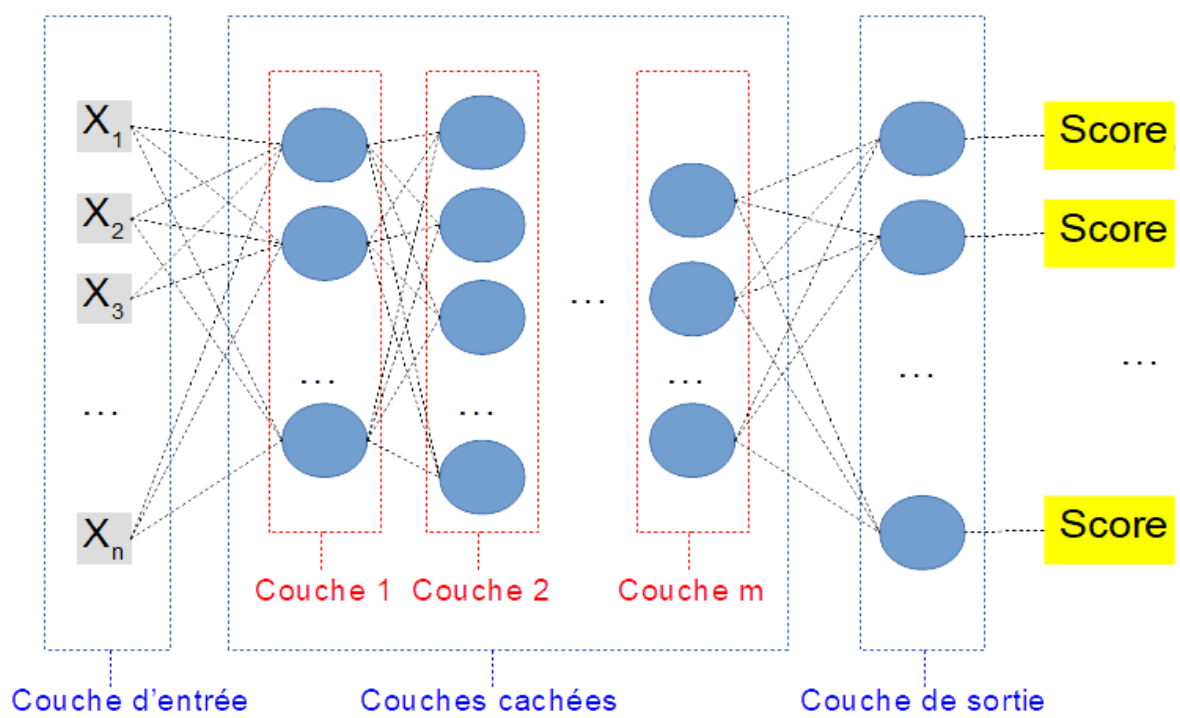 X1
X2
X3
...
Xn
...
...
...
...
...
Score
Score
...
Score
Couche 1
Couche 2
Couche m
Couche d'entrée
Couches cachées
Couche de sortie